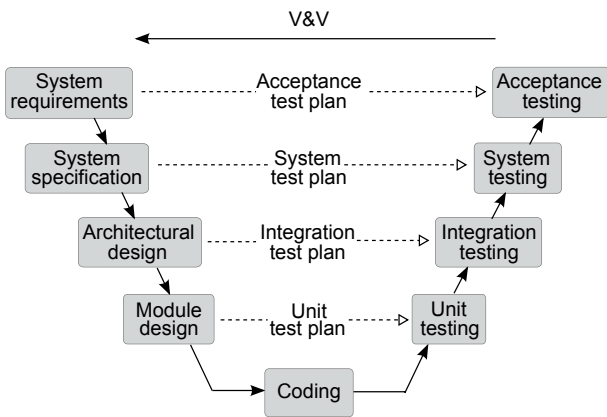 V&V
System
requirements
Acceptance
test plan
Acceptance
testing
System
specification
System
test plan
System
testing
Architectural
design
Integration
test plan
Integration
testing
Module
design
Unit
test plan
Unit
testing
Coding